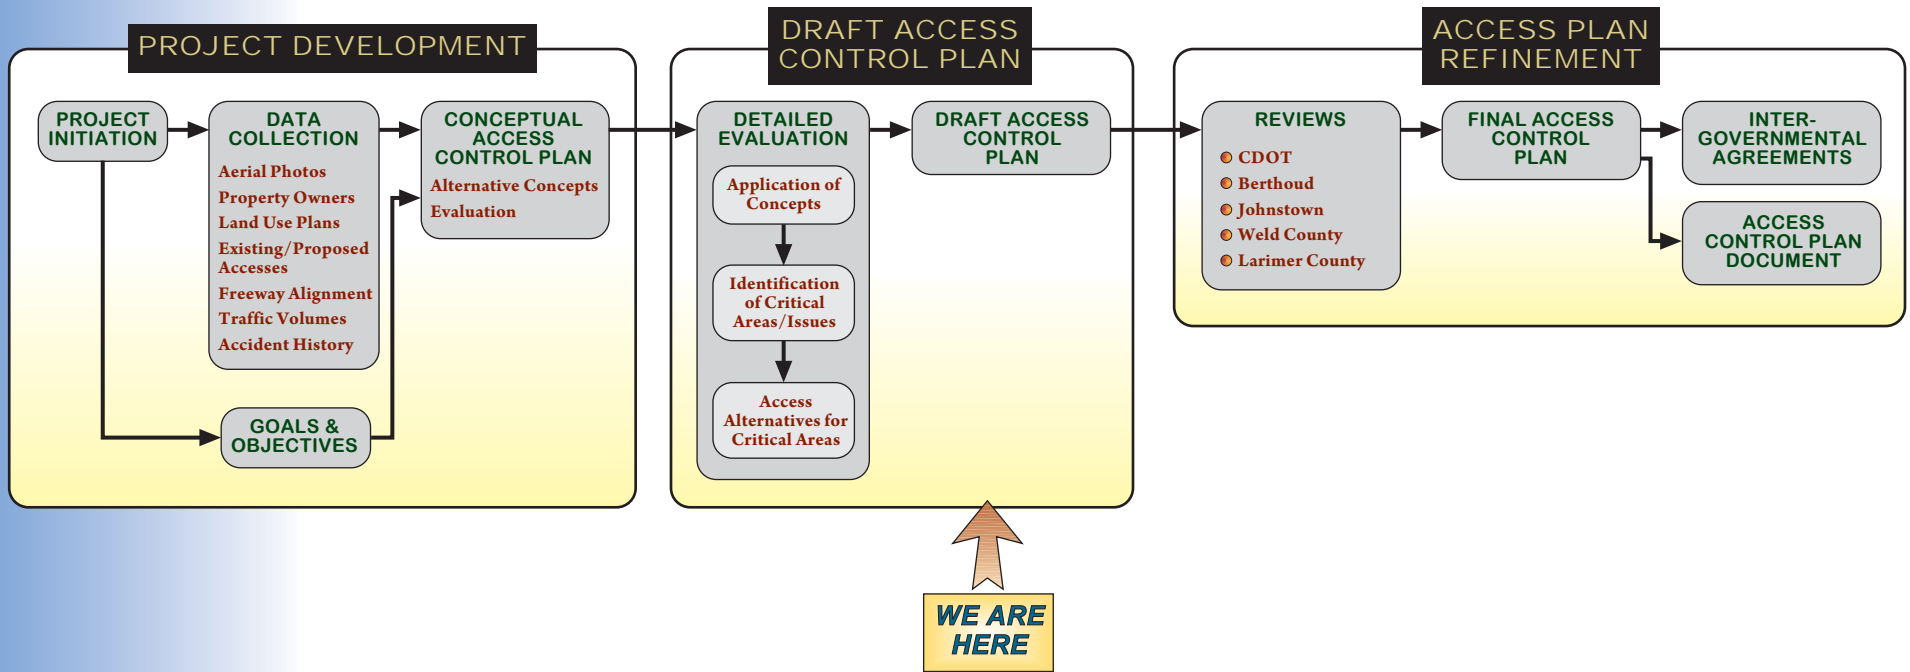 PROJECT DEVELOPMENT
PROJECT
INITIATION
DATA
COLLECTION
Aerial Photos
Property Owners
Land Use Plans
Existing/Proposed
Accesses
Freeway Alignment
Traffic Volumes
Accident History
GOALS &
OBJECTIVES
CONCEPTUAL
ACCESS
CONTROL PLAN
Alternative Concepts
Evaluation
DRAFT ACCESS
CONTROL PLAN
DETAILED
EVALUATION
Application of
Concepts
Identification
of Critical
Areas/Issues
Access
Alternatives for
Critical Areas
DRAFT ACCESS
CONTROL
PLAN
WE ARE
HERE
ACCESS PLAN
REFINEMENT
REVIEWS
CDOT
Berthoud
Johnstown
Weld County
Larimer County
FINAL ACCESS
CONTROL
PLAN
INTER-
GOVERNMENTAL
AGREEMENTS
ACCESS
CONTROL PLAN
DOCUMENT